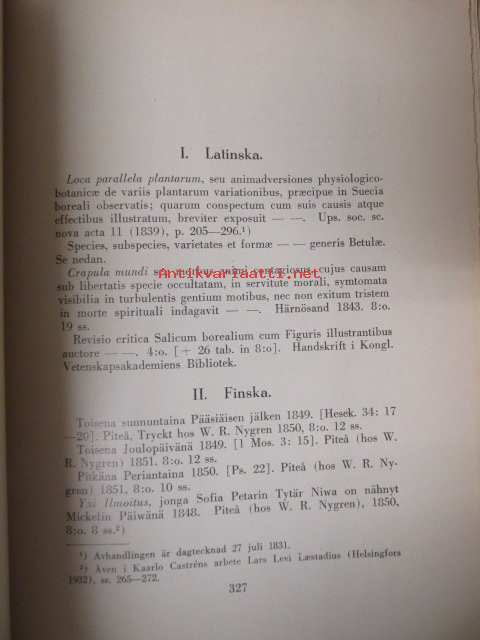 I. Latinska.
Loca parallela plantarum, seu animadversiones physiologico-
botanicæ de variis plantarum variationibus, præcipue in Suecia
boreali observatis; quarum conspectum cum suis causis atque
effectibus illustratum, breviter exposuit — —. Ups. soc. sc.
nova acta 11 (1839), p. 205—296.¹)
Species, subspecies, varietates et formæ — — generis Betulæ.
Se nedan.
Crapula mundi seu morbus animi contagiosus, cujus causam
sub libertatis specie occultatam, in servitute morali, symtomata
visibilia in turbulentis gentium motibus, nec non exitum tristem
in morte spirituali indagavit — —. Härnösand 1843. 8:o.
19 ss.
Revisio critica Salicum borealium cum Figuris illustrantibus
auctore — —. 4:o. [+ 26 tab. in 8:o]. Handskrift i Kongl.
Vetenskapsakademiens Bibliotek.
II. Finska.
Toisena sunnuntaina Pääsiäisen jälken 1849. [Hesek. 34: 17
—20]. Piteå, Tryckt hos W. R. Nygren 1850, 8:o. 12 ss.
Toisena Joulopäivänä 1849. [1 Mos. 3: 15]. Piteå (hos W.
R. Nygren) 1851, 8:o. 12 ss.
Pitkäna Periantaina 1850. [Ps. 22]. Piteå (hos W. R. Ny-
gren) 1851, 8:o. 10 ss.
Yxi Ilmoitus, jonga Sofia Petarin Tytär Niwa on nähnyt
Mickelin Päiwänä 1848. Piteå (hos W. R. Nygren), 1850,
8:o. 8 ss.²)
¹) Avhandlingen är dagtecknad 27 juli 1831.
²) Även i Kaarlo Castréns arbete Lars Levi Læstadius (Helsingfors
1932), ss. 265—272.
327
Antikvariaatti.net